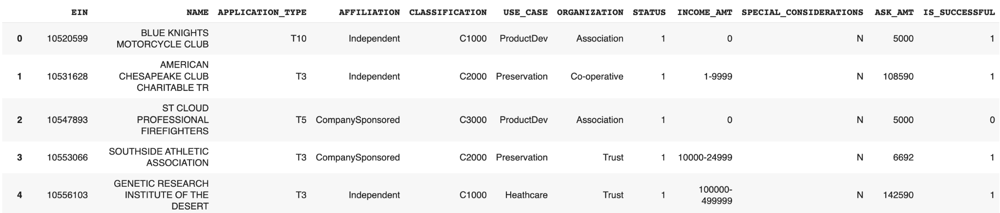 EIN NAME APPLICATION_TYPE AFFILIATION CLASSIFICATION USE_CASE ORGANIZATION STATUS INCOME_AMT SPECIAL_CONSIDERATIONS ASK_AMT IS_SUCCESSFUL
0 10520599 BLUE KNIGHTS MOTORCYCLE CLUB T10 Independent C1000 ProductDev Association 1 0 N 5000 1
1 10531628 AMERICAN CHESAPEAKE CLUB CHARITABLE TR T3 Independent C2000 Preservation Co-operative 1 1-9999 N 108590 1
2 10547893 ST CLOUD PROFESSIONAL FIREFIGHTERS T5 CompanySponsored C3000 ProductDev Association 1 0 N 5000 0
3 10553066 SOUTHSIDE ATHLETIC ASSOCIATION T3 CompanySponsored C2000 Preservation Trust 1 10000-24999 N 6692 1
4 10556103 GENETIC RESEARCH INSTITUTE OF THE DESERT T3 Independent C1000 Heathcare Trust 1 100000-499999 N 142590 1